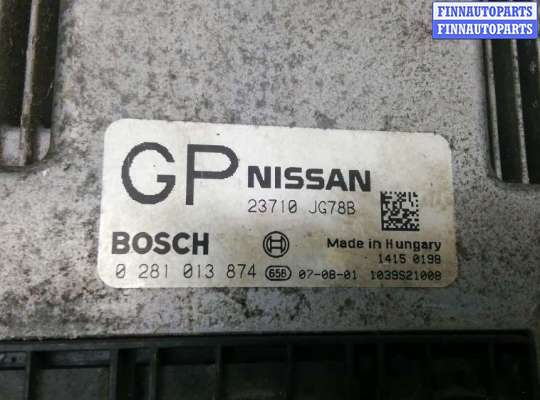 FINNAUTOPARTS
FINNAUTOPARTS
GP NISSAN
23710 JG78B
BOSCH
Made in Hungary
1415 0198
0 281 013 874 658 07-08-01 1039S21008